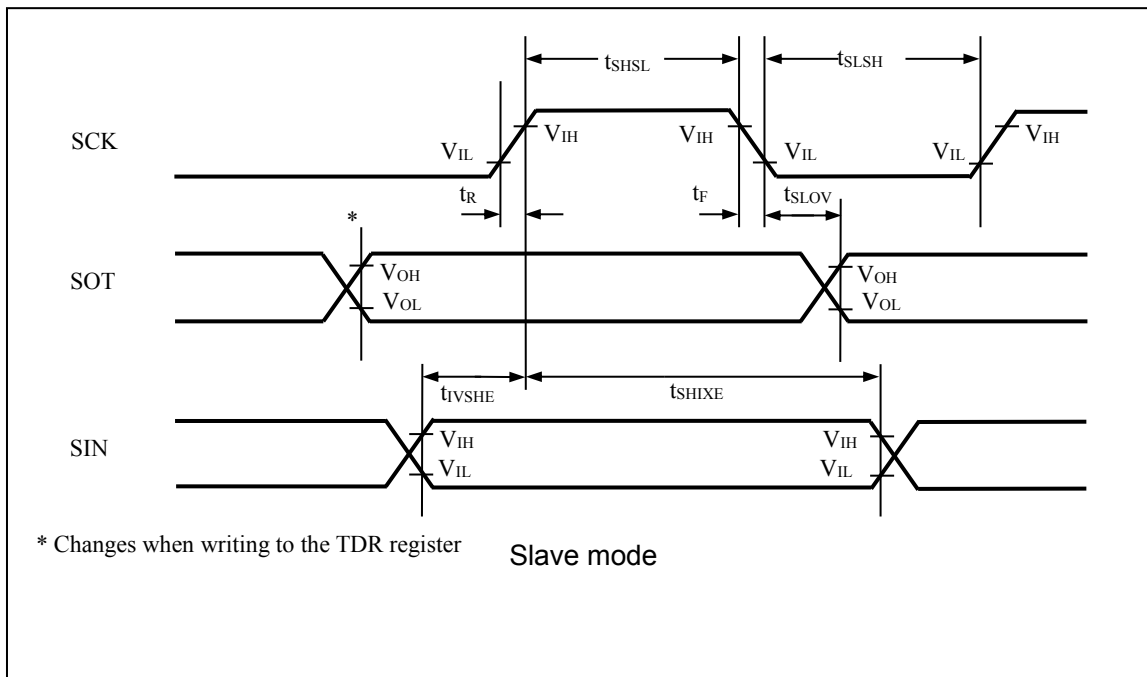 tSHSL
tSLSH
SCK
VIL
VIH
VIH
VIL
VIL
VIH
tR
tF
tSLOV
*
SOT
VOH
VOL
VOH
VOL
tIVSHE
tSHIXE
SIN
VIH
VIL
VIH
VIL
* Changes when writing to the TDR register
Slave mode